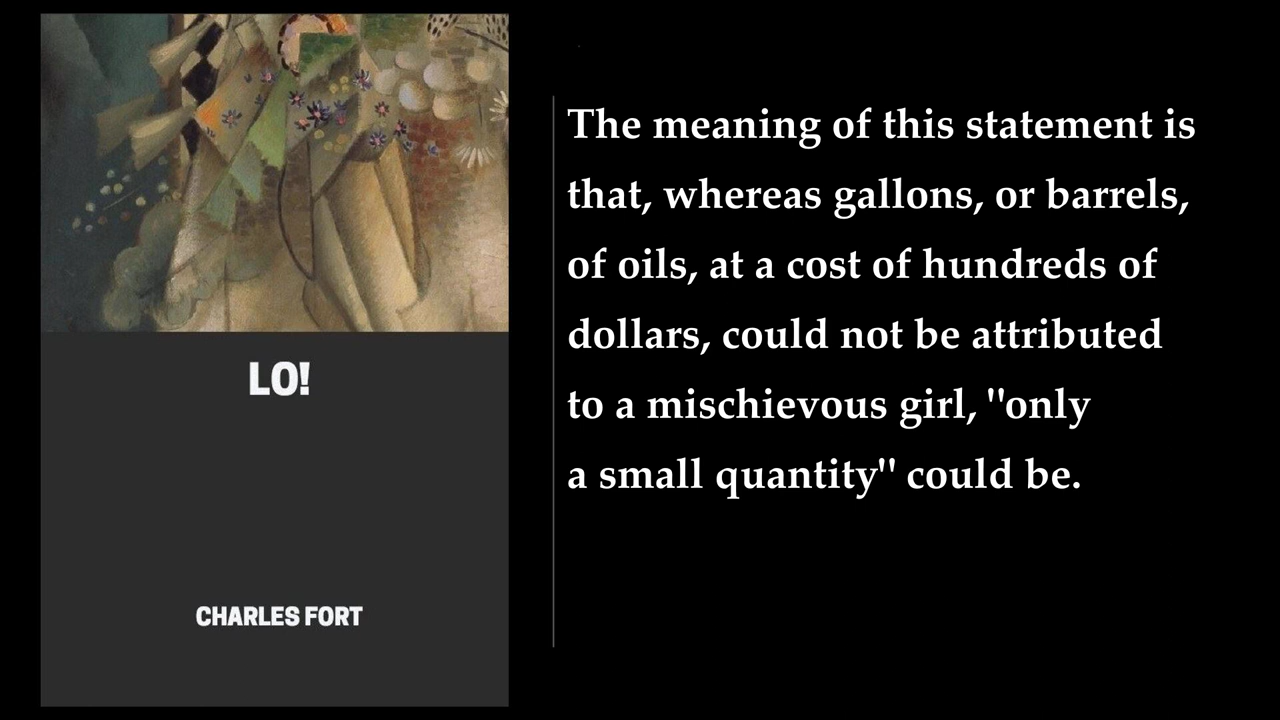 LO!
CHARLES FORT
The meaning of this statement is
that, whereas gallons, or barrels,
of oils, at a cost of hundreds of
dollars, could not be attributed
to a mischievous girl, "only
a small quantity" could be.